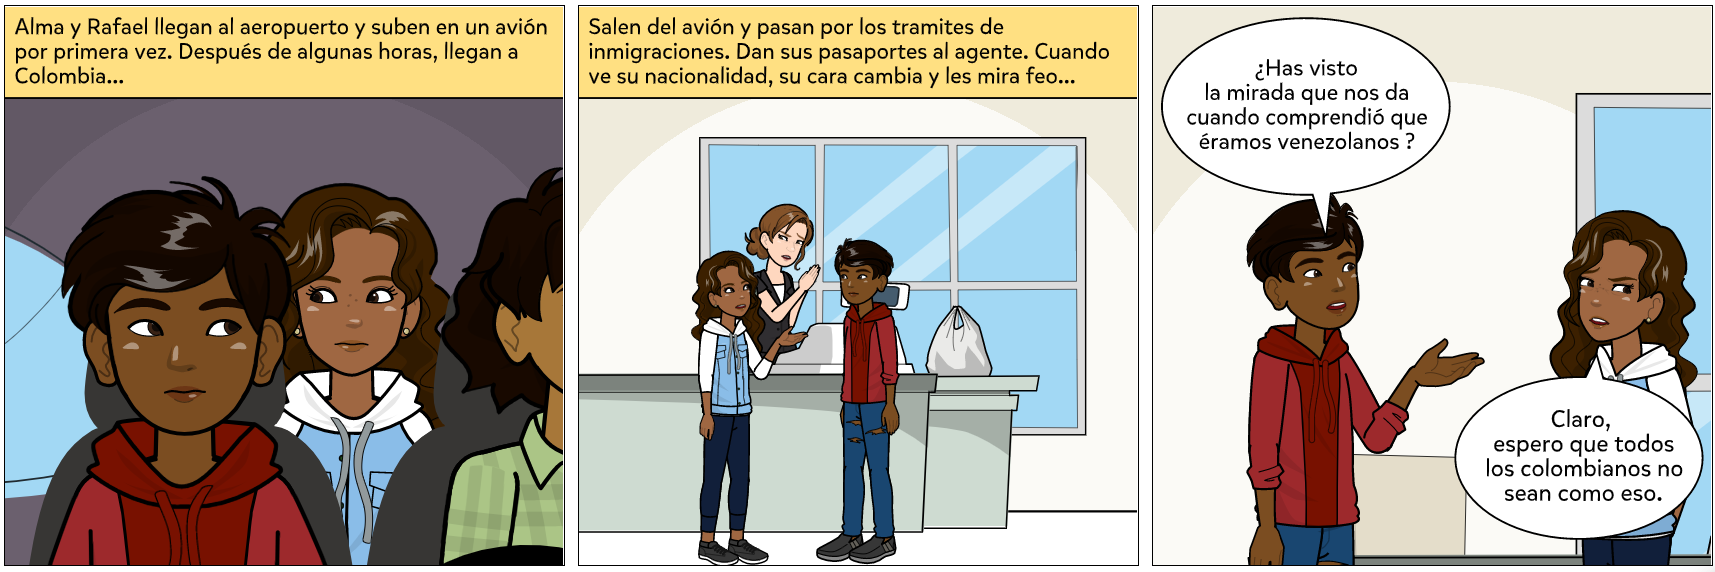 Alma y Rafael llegan al aeropuerto y suben en un avión
por primera vez. Después de algunas horas, llegan a
Colombia...
Salen del avión y pasan por los tramites de
inmigraciones. Dan sus pasaportes al agente. Cuando
ve su nacionalidad, su cara cambia y les mira feo...
¿Has visto
la mirada que nos da
cuando comprendió que
éramos venezolanos ?
Claro,
espero que todos
los colombianos no
sean como eso.